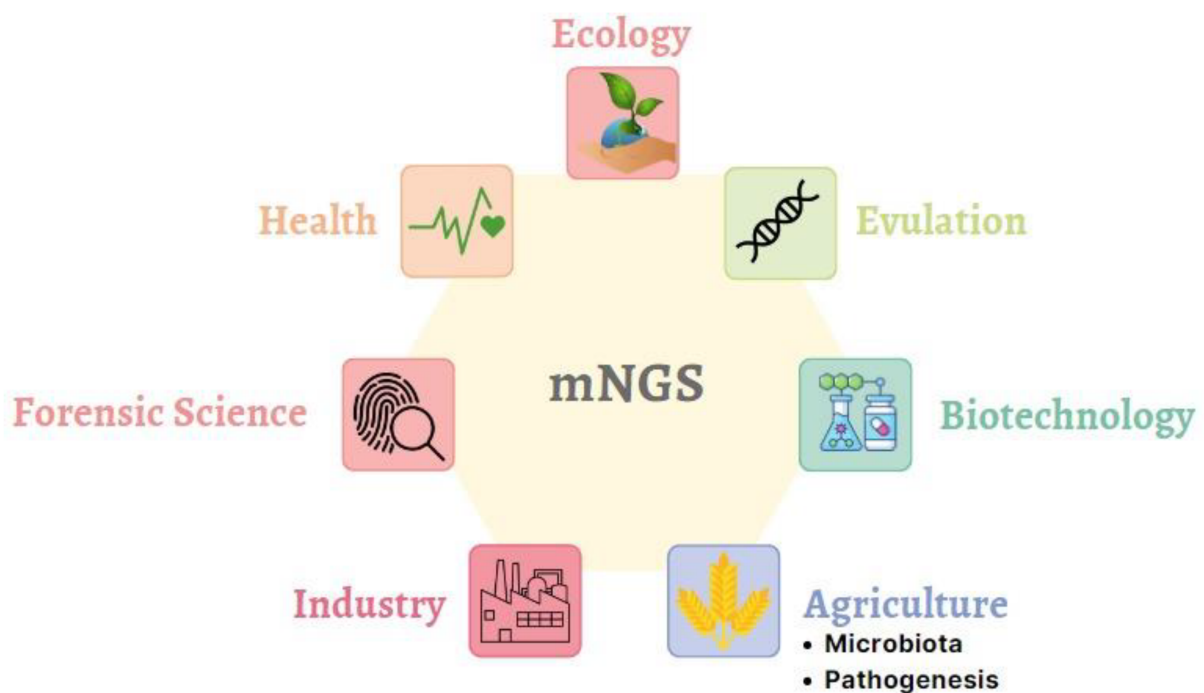 Ecology
Health
Evulation
mNGS
Forensic Science
Biotechnology
Industry
Agriculture
• Microbiota
• Pathogenesis